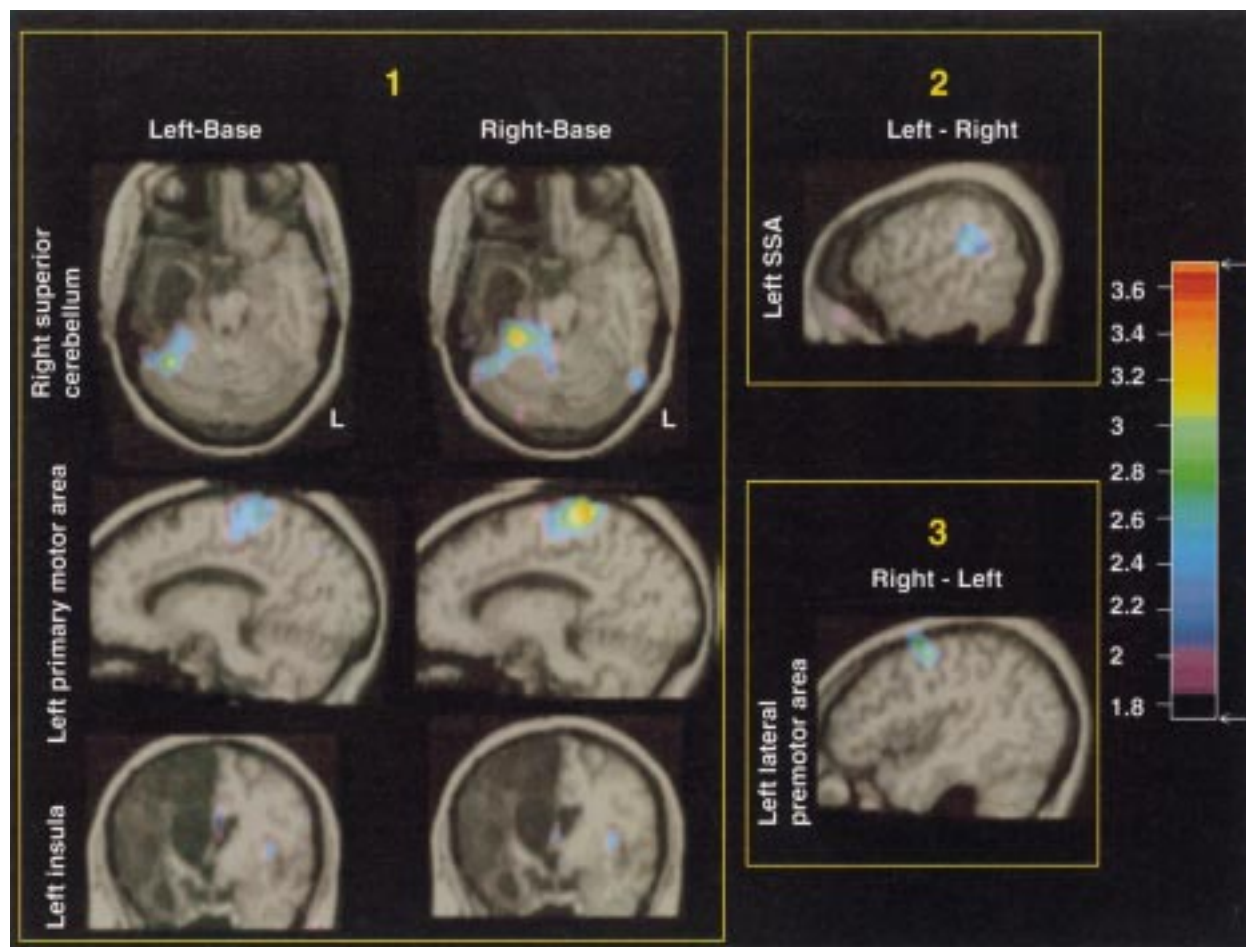 1
Left-Base
Right-Base
Right superior
cerebellum
L
L
Left primary motor area
Left insula
2
Left - Right
Left SSA
3
Right - Left
Left lateral
premotor area
3.6
3.4
3.2
3
2.8
2.6
2.4
2.2
2
1.8